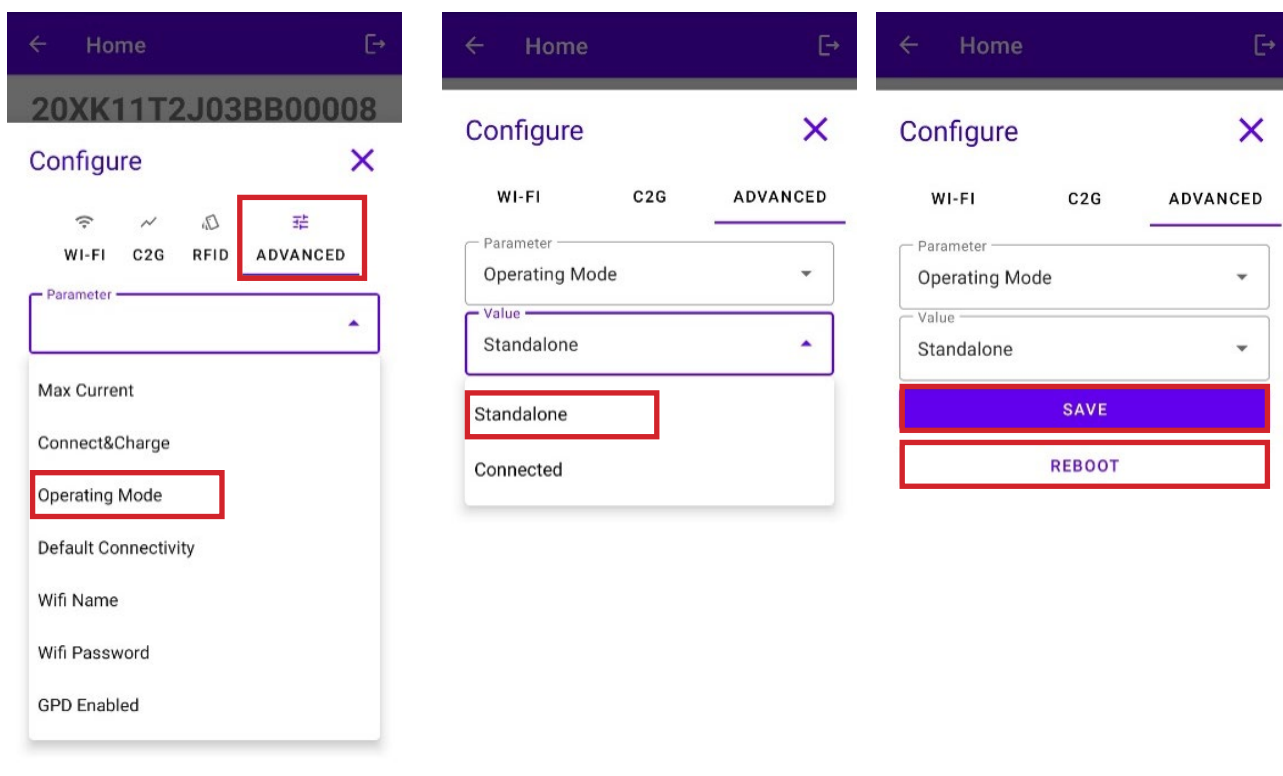 Home
20XK11T2J03BB00008
Configure
WI-FI C2G RFID ADVANCED
Parameter
Max Current
Connect&Charge
Operating Mode
Default Connectivity
Wifi Name
Wifi Password
GPD Enabled
Home
Configure
WI-FI C2G ADVANCED
Parameter
Operating Mode
Value
Standalone
Standalone
Connected
Home
Configure
WI-FI C2G ADVANCED
Parameter
Operating Mode
Value
Standalone
SAVE
REBOOT